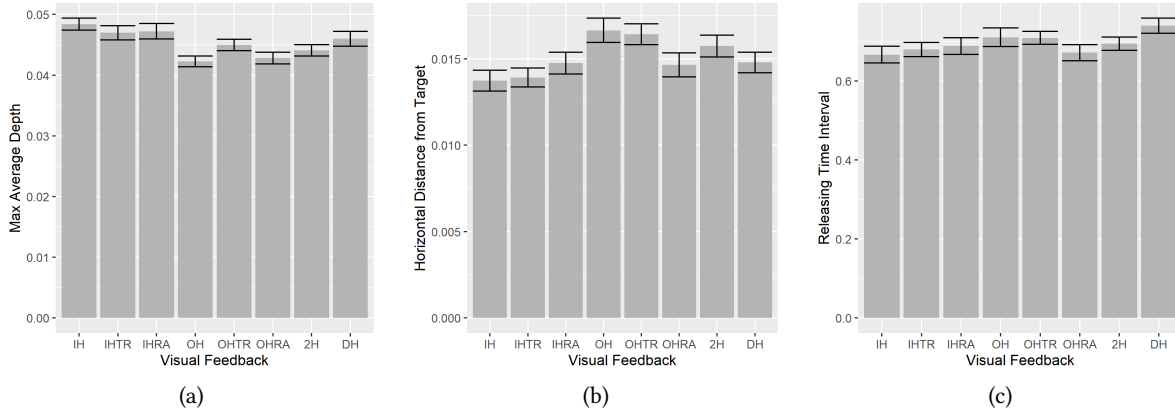 Max Average Depth
0.05
0.04
0.03
0.02
0.01
0.00
IH IHTR IHRA OH OHTR OHRA 2H DH
Visual Feedback
(a)
Horizontal Distance from Target
0.015
0.010
0.005
0.000
IH IHTR IHRA OH OHTR OHRA 2H DH
Visual Feedback
(b)
Releasing Time Interval
0.6
0.4
0.2
0.0
IH IHTR IHRA OH OHTR OHRA 2H DH
Visual Feedback
(c)